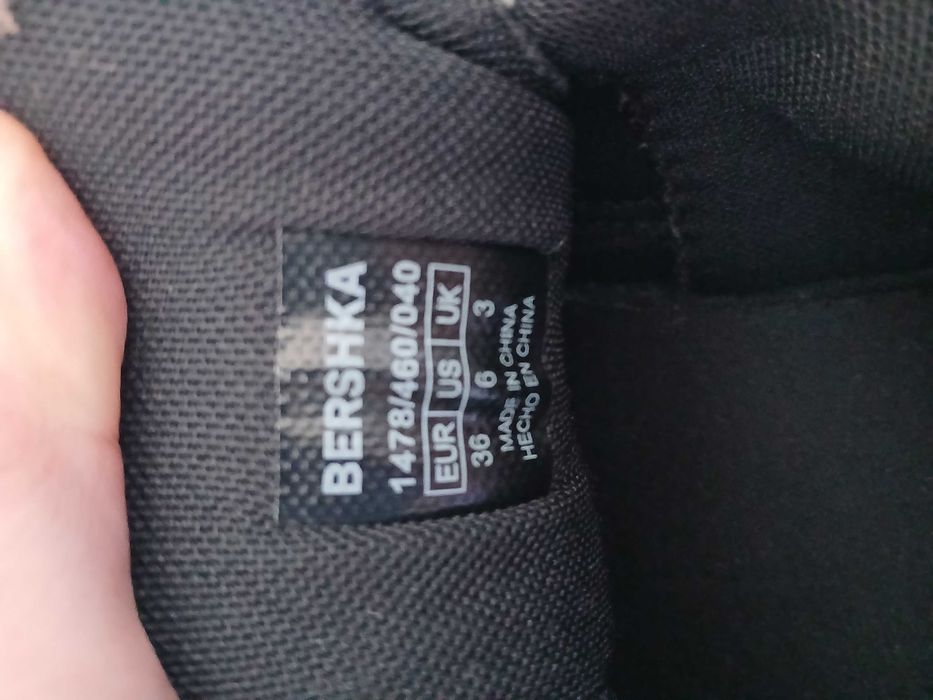 BERSHKA
1478/460/040
EUR US UK
36 6 3
MADE IN CHINA
HECHO EN CHINA